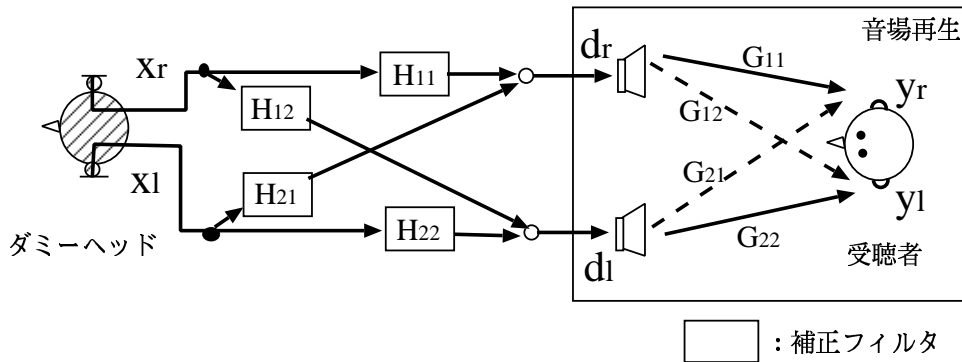 音場再生
xr
H11
dr
G11
yr
H12
G12
xl
H21
G21
yl
ダミーヘッド
H22
dl
G22
受聴者
：補正フィルタ